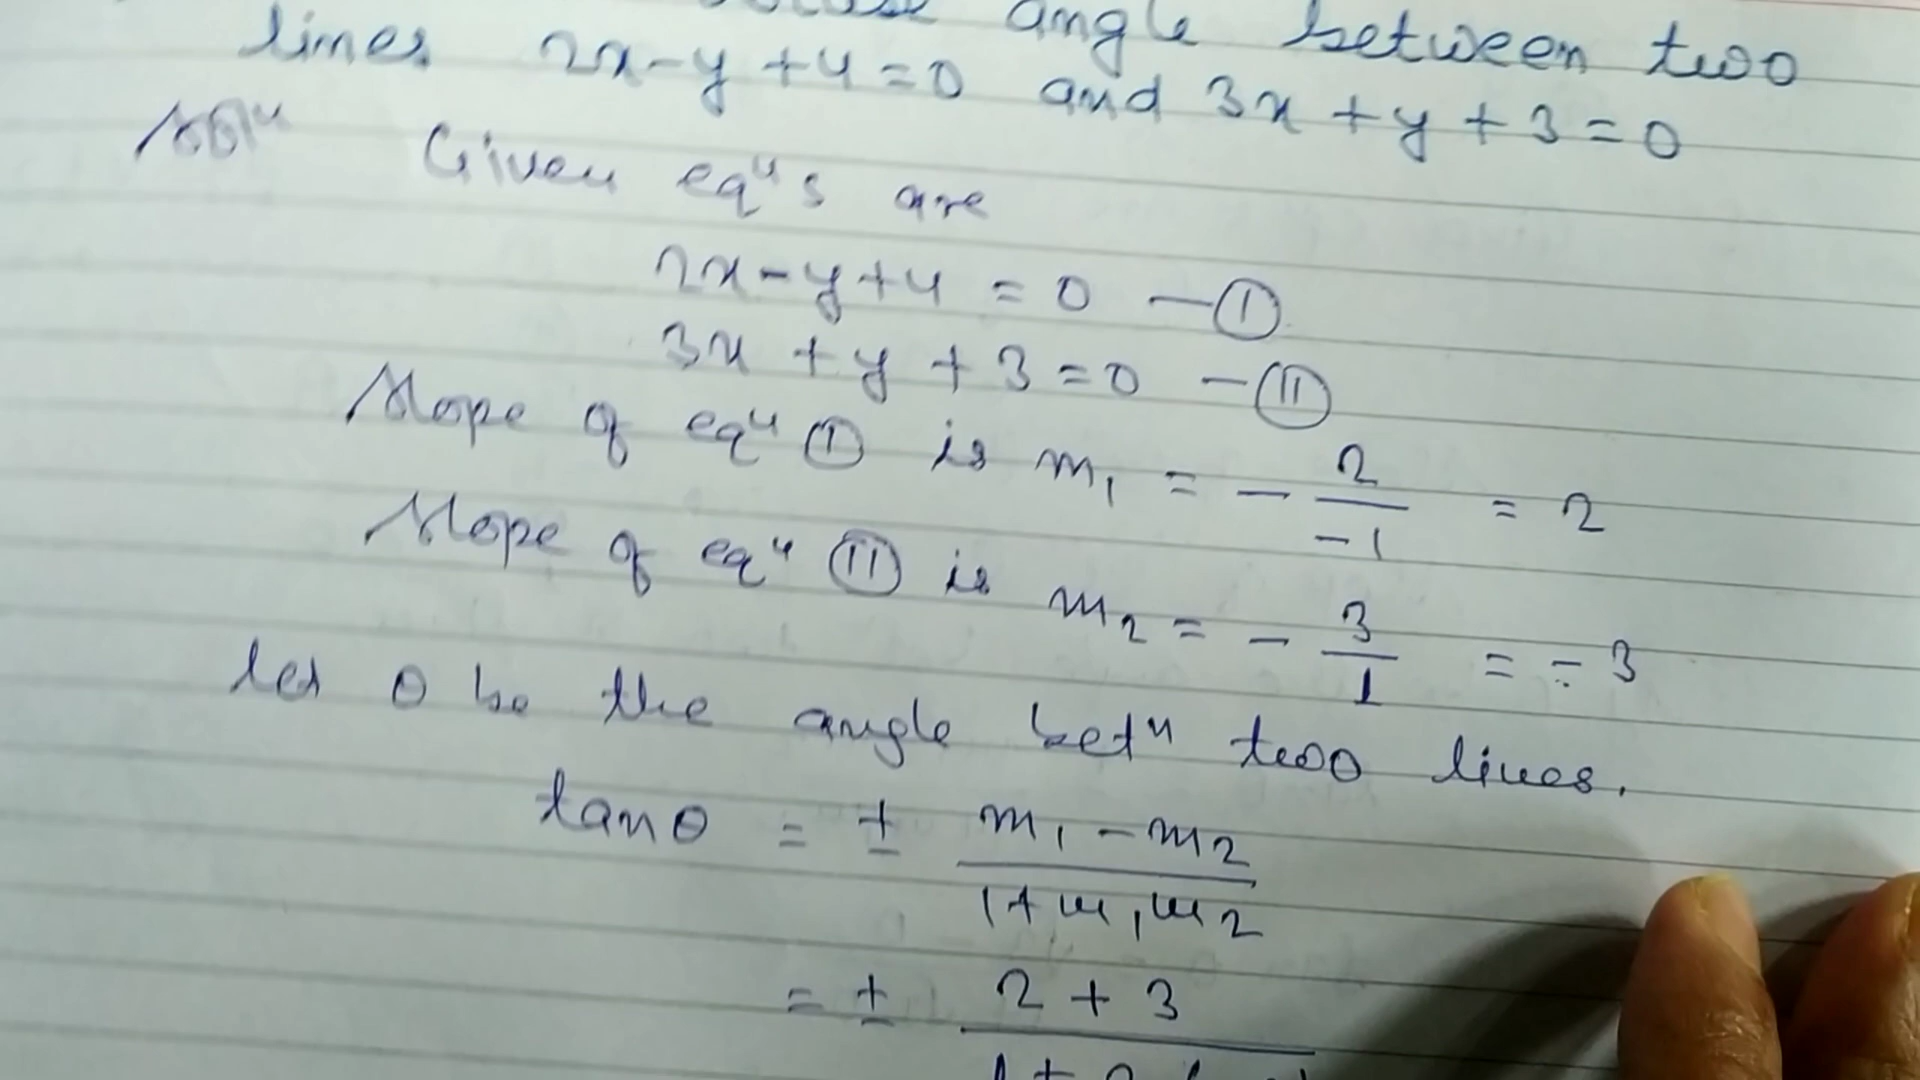 angle between two
lines 2x-y+4=0 and 3x+y+3=0
Solⁿ Given eqⁿs are
2x-y+4 = 0 - Ⓘ
3x+y+3=0 - ⓘⓘ
Slope of eqⁿ Ⓘ is m₁ = - 2/-1 = 2
Slope of eqⁿ ⓘⓘ is m₂ = - 3/1 = -3
Let θ be the angle betⁿ two lines.
tanθ = ± m₁-m₂/1+m₁m₂
= ± 2+3